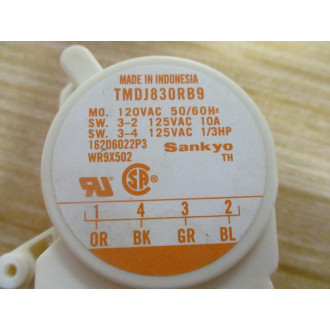 MADE IN INDONESIA
TMDJ830RB9
MO. 120VAC 50/60Hz
SW. 3-2 125VAC 10A
SW. 3-4 125VAC 1/3HP
162D6022P3 Sankyo
WR9X502 TH
1 4 3 2
OR BK GR BL